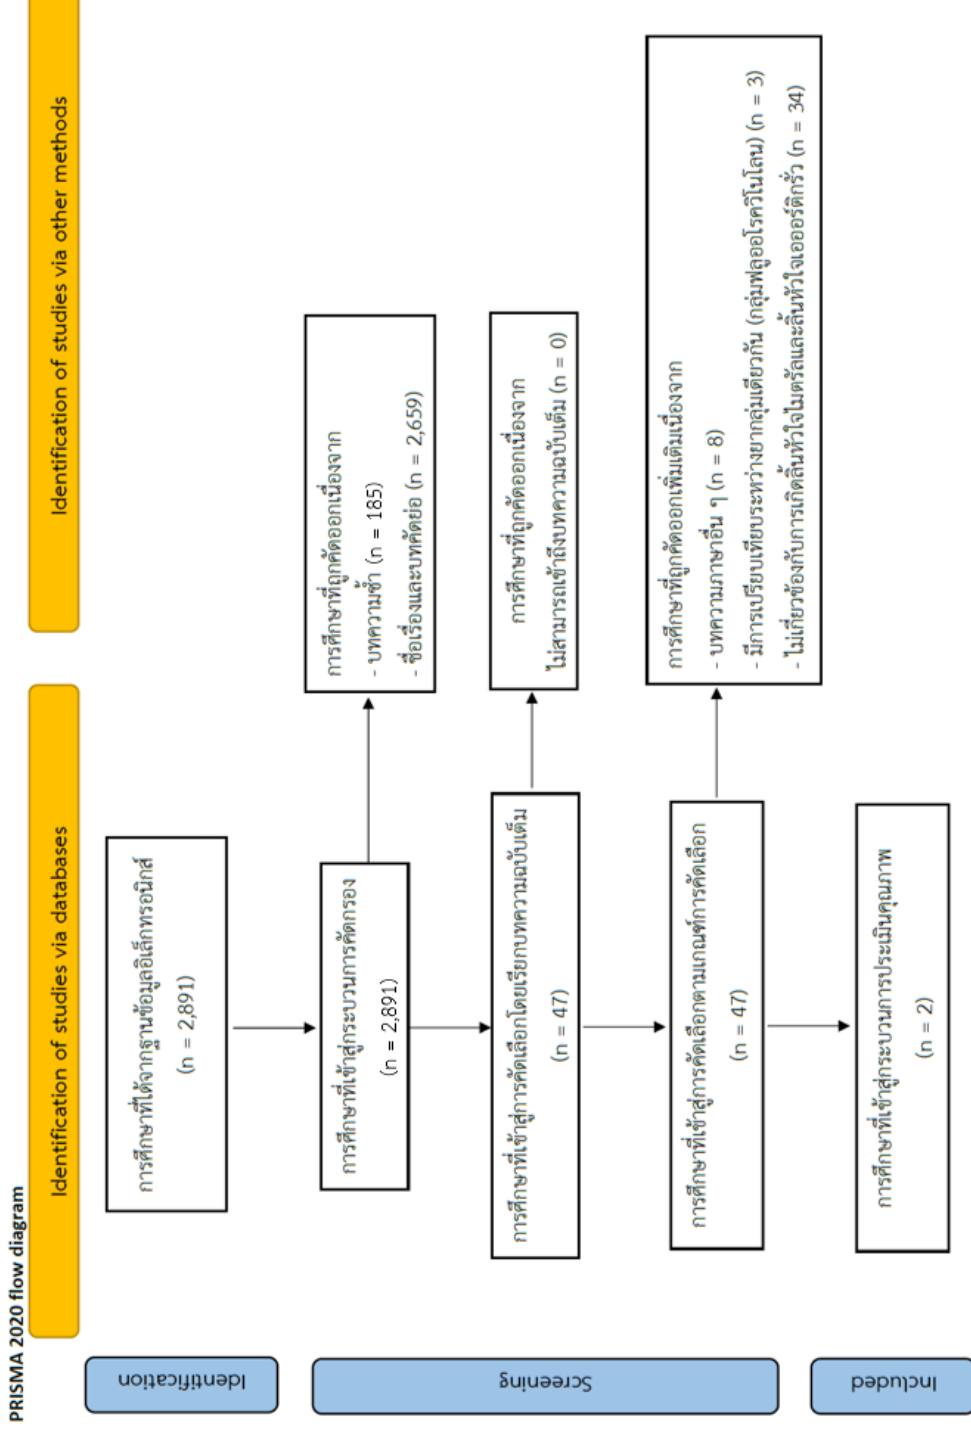 PRISMA 2020 flow diagram
Identification of studies via databases
Identification of studies via other methods
Identification
การศึกษาที่ได้จากฐานข้อมูลอิเล็กทรอนิกส์
(n = 2,891)
Screening
การศึกษาที่เข้าสู่กระบวนการคัดกรอง
(n = 2,891)
การศึกษาที่ถูกคัดออกเนื่องจาก
- บทความซ้ำ (n = 185)
- ชื่อเรื่องและบทคัดย่อ (n = 2,659)
การศึกษาที่เข้าสู่การคัดเลือกโดยเรียกบทความฉบับเต็ม
(n = 47)
การศึกษาที่ถูกคัดออกเนื่องจาก
ไม่สามารถเข้าถึงบทความฉบับเต็ม (n = 0)
การศึกษาที่เข้าสู่การคัดเลือกตามเกณฑ์การคัดเลือก
(n = 47)
การศึกษาที่ถูกคัดออกเพิ่มเติมเนื่องจาก
- บทความภาษาอื่น ๆ (n = 8)
- มีการเปรียบเทียบระหว่างยากลุ่มเดียวกัน (กลุ่มฟลูออโรควิโนโลน) (n = 3)
- ไม่เกี่ยวข้องกับการเกิดลิ้นหัวใจไมตรัลและลิ้นหัวใจเอออร์ติกรั่ว (n = 34)
Included
การศึกษาที่เข้าสู่กระบวนการประเมินคุณภาพ
(n = 2)